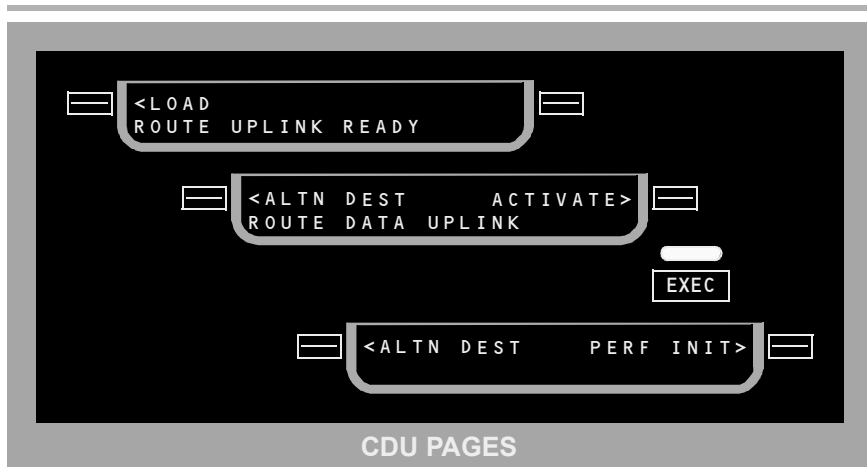 <LOAD
ROUTE UPLINK READY
<ALTN DEST ACTIVATE>
ROUTE DATA UPLINK
EXEC
<ALTN DEST PERF INIT>
CDU PAGES